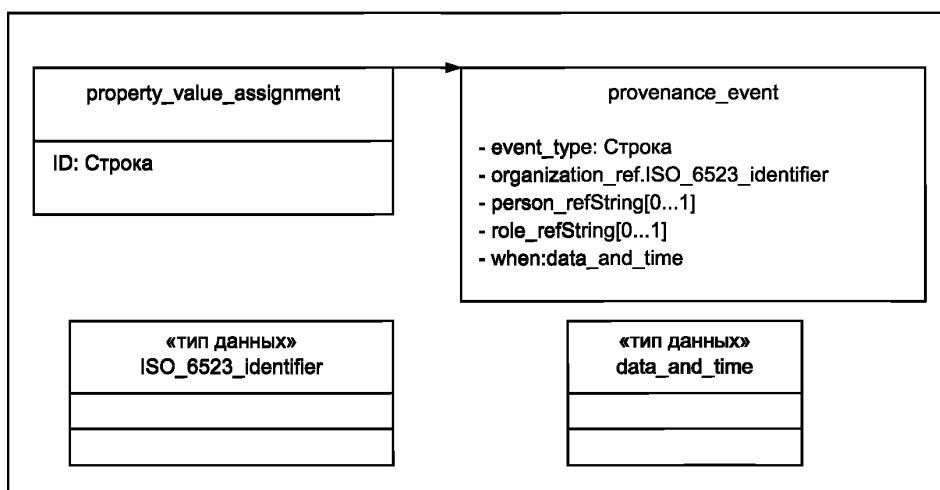 property_value_assignment
ID: Строка
provenance_event
- event_type: Строка
- organization_ref.ISO_6523_identifier
- person_refString[0...1]
- role_refString[0...1]
- when:data_and_time
«тип данных»
ISO_6523_identifier
«тип данных»
data_and_time